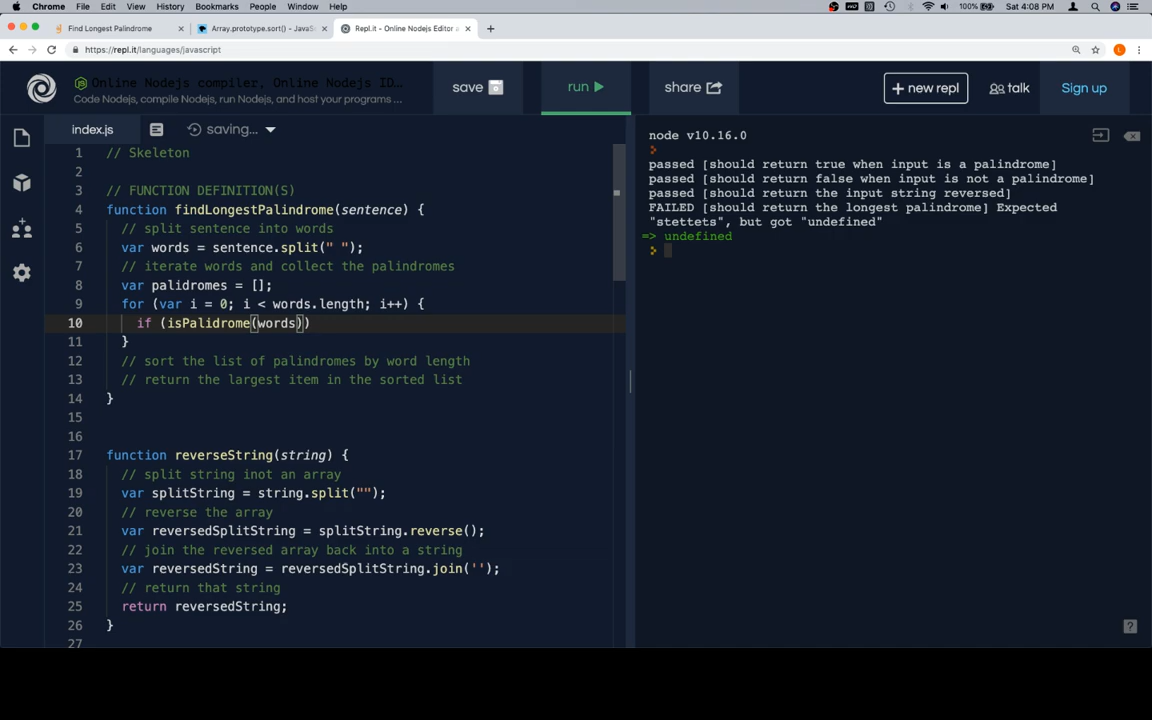 Chrome File Edit View History Bookmarks People Window Help 100% Sat 4:08 PM
Find Longest Palindrome × Array.prototype.sort() - JavaS × Repl.it - Online Nodejs Editor a × +
https://repl.it/languages/javascript
Online Nodejs compiler, Online Nodejs ID...
Code Nodejs, compile Nodejs, run Nodejs, and host your programs ...
save run share + new repl talk Sign up
index.js saving...
node v10.16.0
passed [should return true when input is a palindrome]
passed [should return false when input is not a palindrome]
passed [should return the input string reversed]
FAILED [should return the longest palindrome] Expected
"stettets", but got "undefined"
=> undefined
1 // Skeleton
2
3 // FUNCTION DEFINITION(S)
4 function findLongestPalindrome(sentence) {
5 // split sentence into words
6 var words = sentence.split(" ");
7 // iterate words and collect the palindromes
8 var palidromes = [];
9 for (var i = 0; i < words.length; i++) {
10 if (isPalidrome(words))
11 }
12 // sort the list of palindromes by word length
13 // return the largest item in the sorted list
14 }
15
16
17 function reverseString(string) {
18 // split string inot an array
19 var splitString = string.split("");
20 // reverse the array
21 var reversedSplitString = splitString.reverse();
22 // join the reversed array back into a string
23 var reversedString = reversedSplitString.join('');
24 // return that string
25 return reversedString;
26 }
27